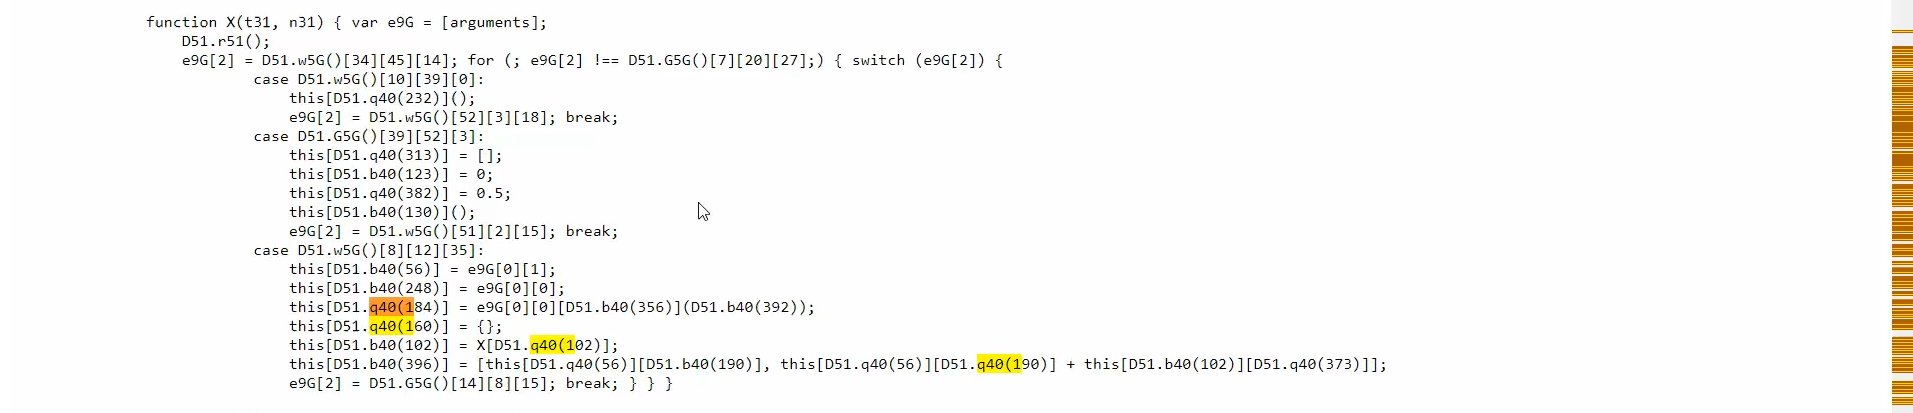 function X(t31, n31) { var e9G = [arguments];
D51.r51();
e9G[2] = D51.w5G()[34][45][14]; for (; e9G[2] !== D51.G5G()[7][20][27];) { switch (e9G[2]) {
case D51.w5G()[10][39][0]:
this[D51.q40(232)]();
e9G[2] = D51.w5G()[52][3][18]; break;
case D51.G5G()[39][52][3]:
this[D51.q40(313)] = [];
this[D51.b40(123)] = 0;
this[D51.q40(382)] = 0.5;
this[D51.b40(130)]();
e9G[2] = D51.w5G()[51][2][15]; break;
case D51.w5G()[8][12][35]:
this[D51.b40(56)] = e9G[0][1];
this[D51.b40(248)] = e9G[0][0];
this[D51.q40(184)] = e9G[0][0][D51.b40(356)](D51.b40(392));
this[D51.q40(160)] = {};
this[D51.b40(102)] = X[D51.q40(102)];
this[D51.b40(396)] = [this[D51.q40(56)][D51.b40(190)], this[D51.q40(56)][D51.q40(190)] + this[D51.b40(102)][D51.q40(373)]];
e9G[2] = D51.G5G()[14][8][15]; break; } } }